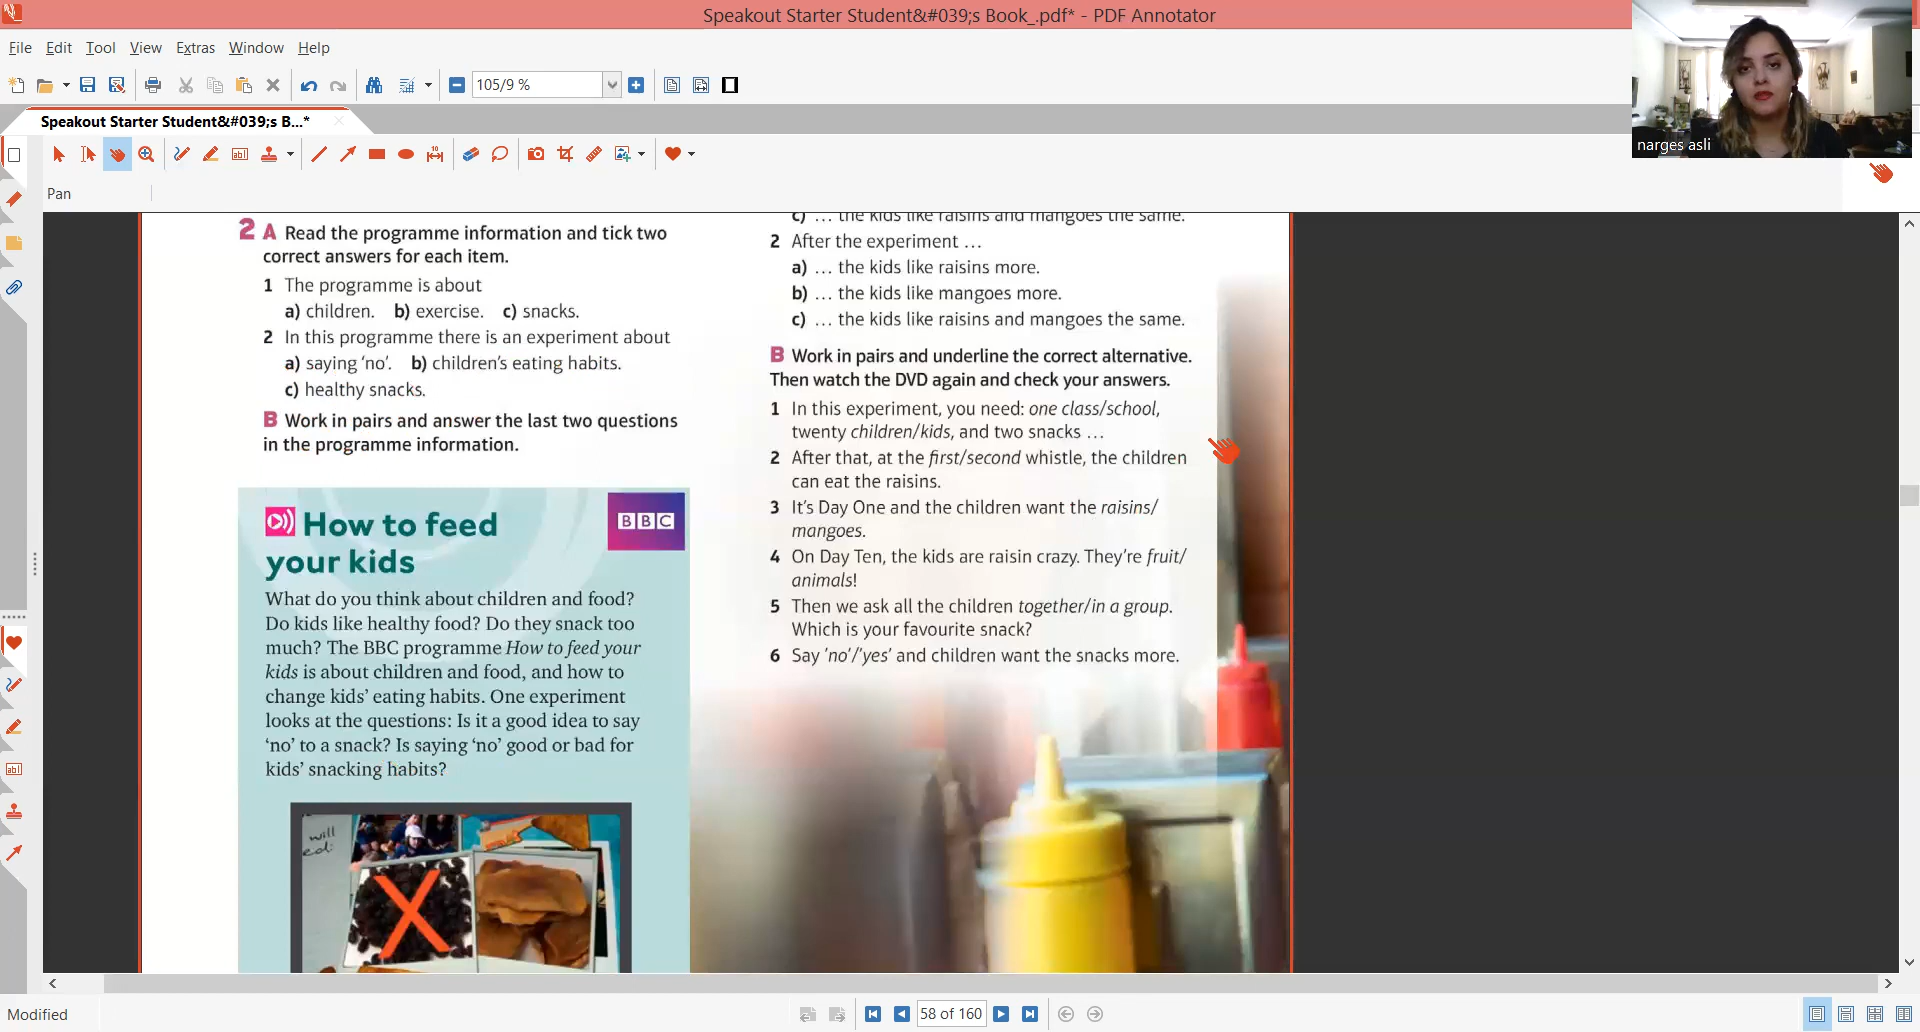 Speakout Starter Student&#039;s Book_.pdf* - PDF Annotator
File Edit Tool View Extras Window Help
105/9 %
Speakout Starter Student&#039;s B...*
narges asli
Pan
2 A Read the programme information and tick two
correct answers for each item.
1 The programme is about
a) children. b) exercise. c) snacks.
2 In this programme there is an experiment about
a) saying 'no'. b) children's eating habits.
c) healthy snacks.
B Work in pairs and answer the last two questions
in the programme information.
How to feed
your kids
BBC
What do you think about children and food?
Do kids like healthy food? Do they snack too
much? The BBC programme How to feed your
kids is about children and food, and how to
change kids' eating habits. One experiment
looks at the questions: Is it a good idea to say
'no' to a snack? Is saying 'no' good or bad for
kids' snacking habits?
will
ed:
c) ... the kids like raisins and mangoes the same.
2 After the experiment ...
a) ... the kids like raisins more.
b) ... the kids like mangoes more.
c) ... the kids like raisins and mangoes the same.
B Work in pairs and underline the correct alternative.
Then watch the DVD again and check your answers.
1 In this experiment, you need: one class/school,
twenty children/kids, and two snacks ...
2 After that, at the first/second whistle, the children
can eat the raisins.
3 It's Day One and the children want the raisins/
mangoes.
4 On Day Ten, the kids are raisin crazy. They're fruit/
animals!
5 Then we ask all the children together/in a group.
Which is your favourite snack?
6 Say 'no'/'yes' and children want the snacks more.
Modified
58 of 160